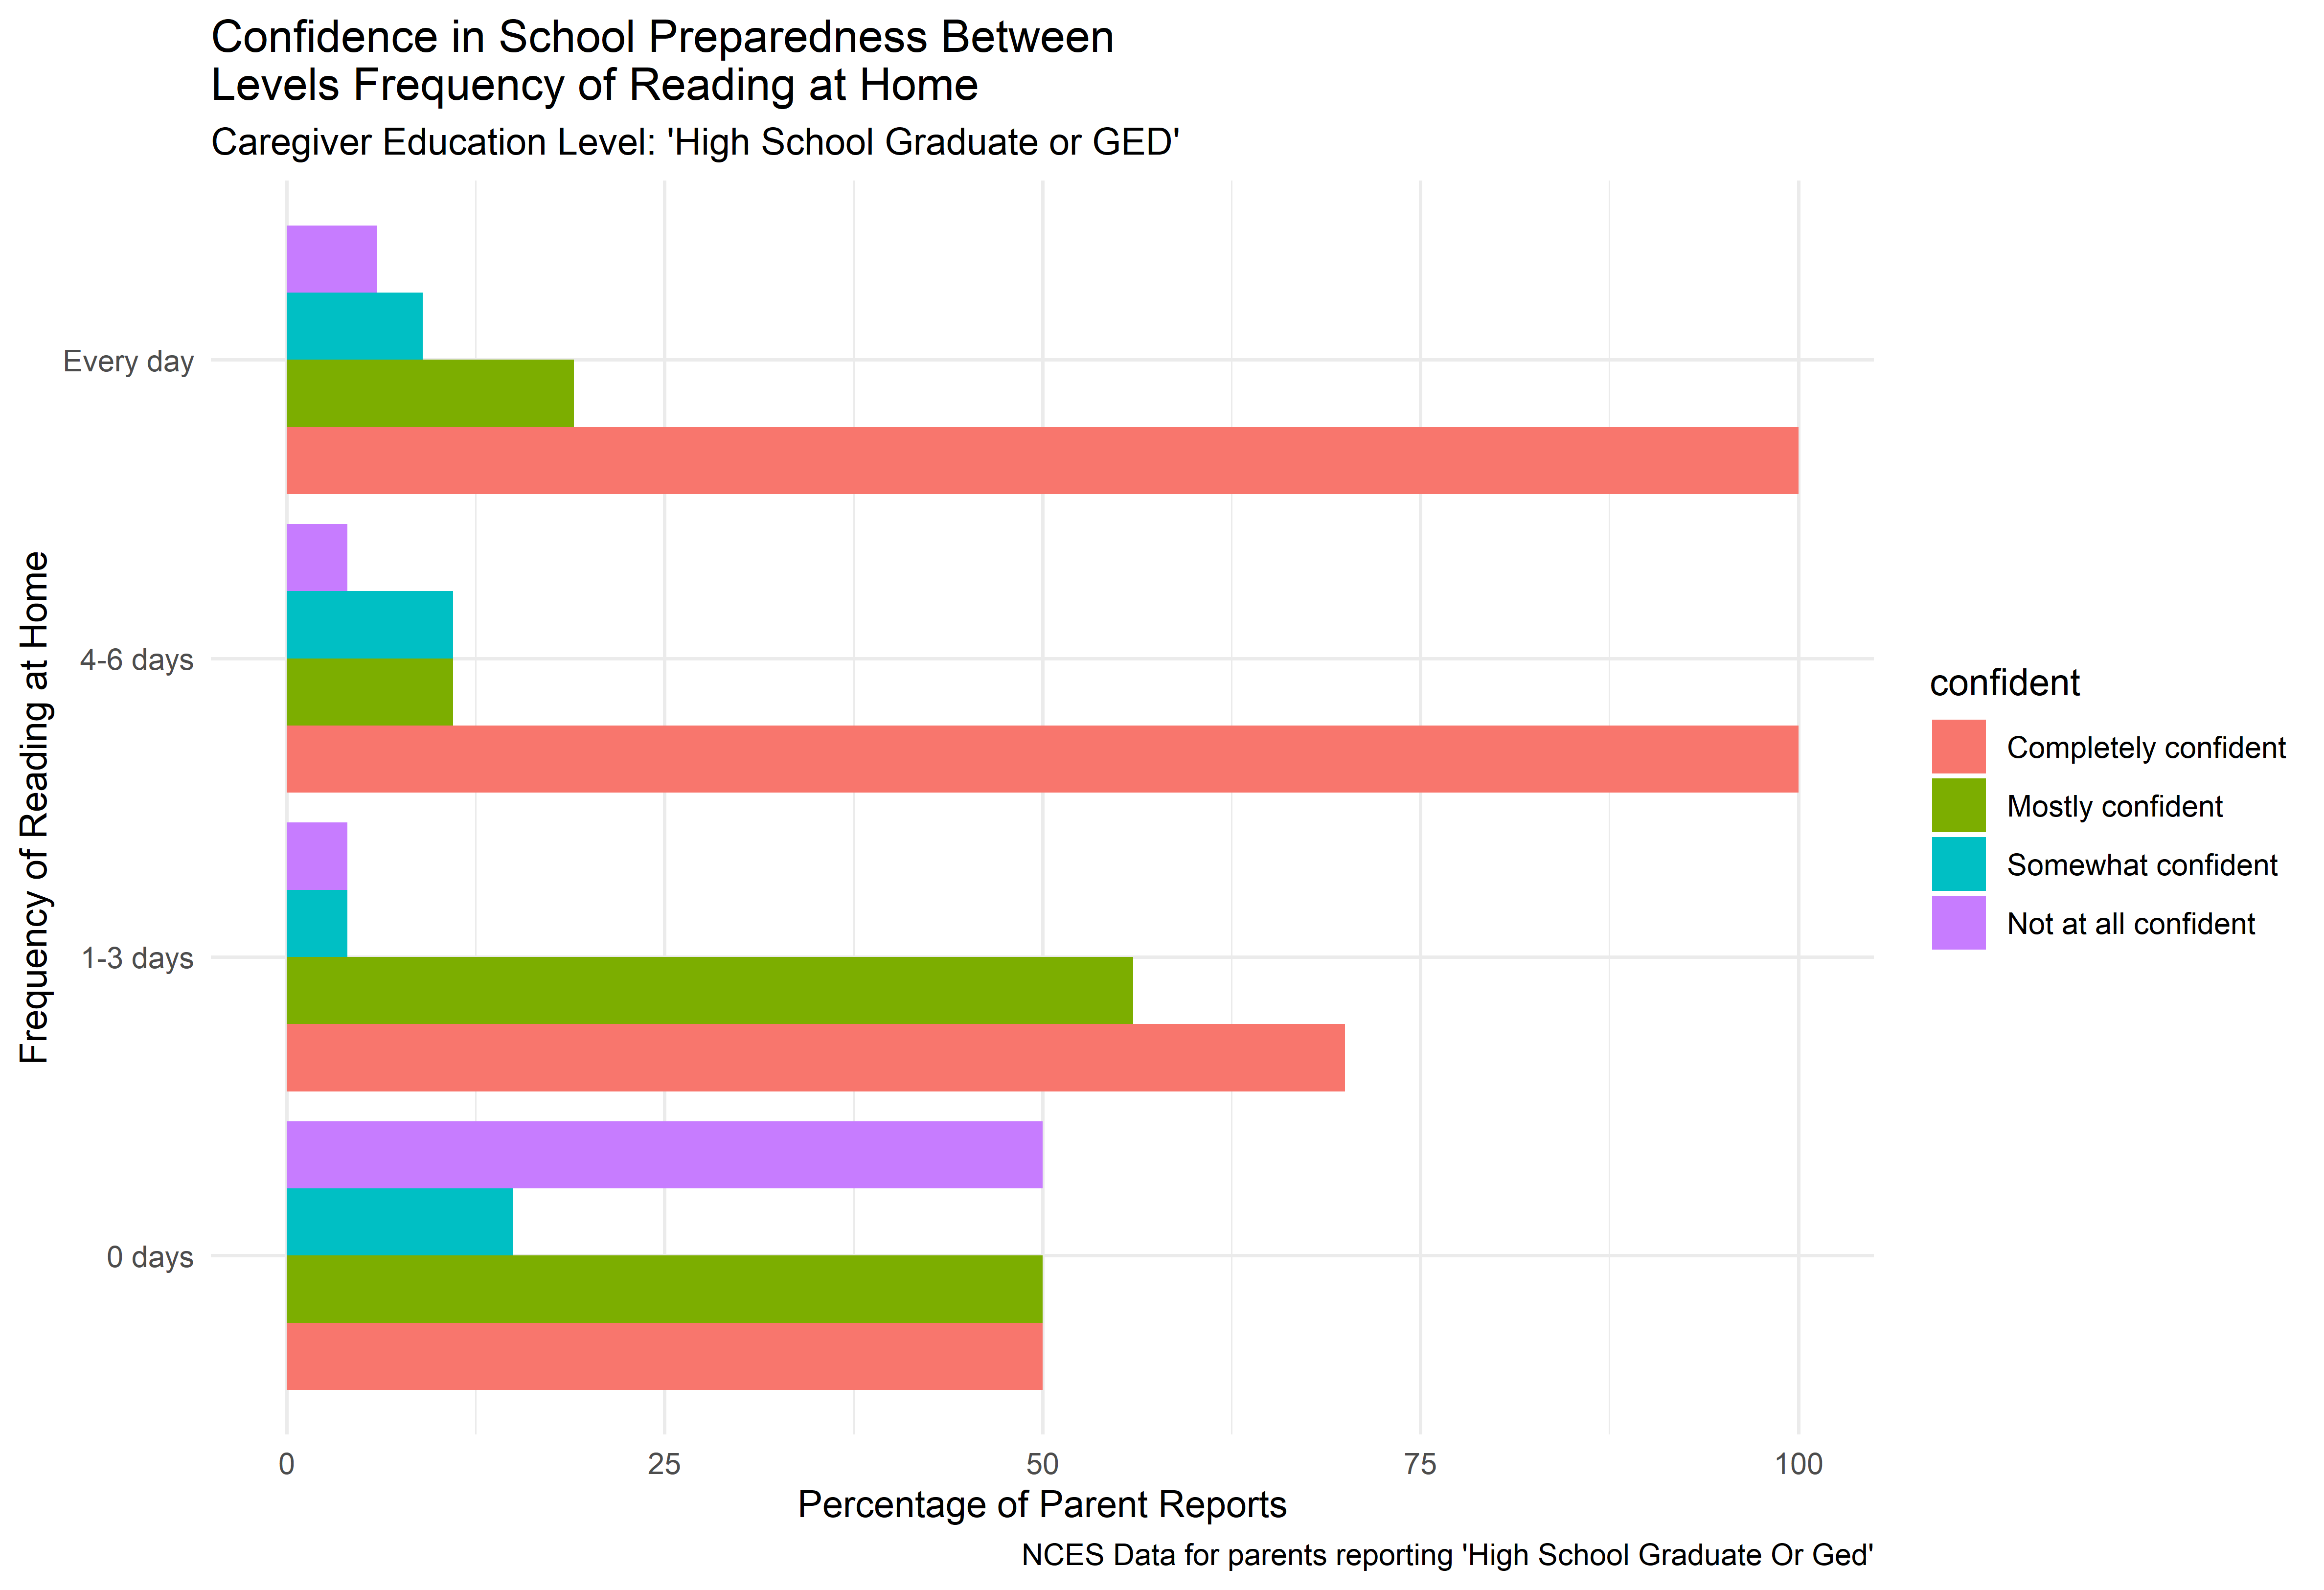 Confidence in School Preparedness Between
Levels Frequency of Reading at Home
Caregiver Education Level: 'High School Graduate or GED'
Frequency of Reading at Home
Every day
4-6 days
1-3 days
0 days
0
25
50
75
100
Percentage of Parent Reports
NCES Data for parents reporting 'High School Graduate Or Ged'
confident
Completely confident
Mostly confident
Somewhat confident
Not at all confident